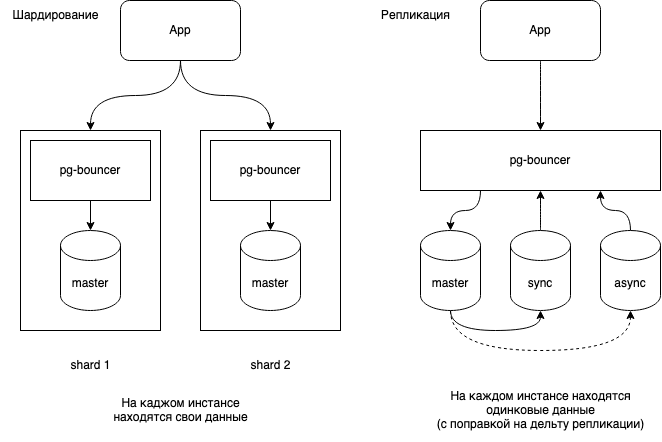 Шардирование
App
pg-bouncer
master
shard 1
pg-bouncer
master
shard 2
На каджом инстансе
находятся свои данные
Репликация
App
pg-bouncer
master
sync
async
На каждом инстансе находятся
одинковые данные
(с поправкой на дельту репликации)